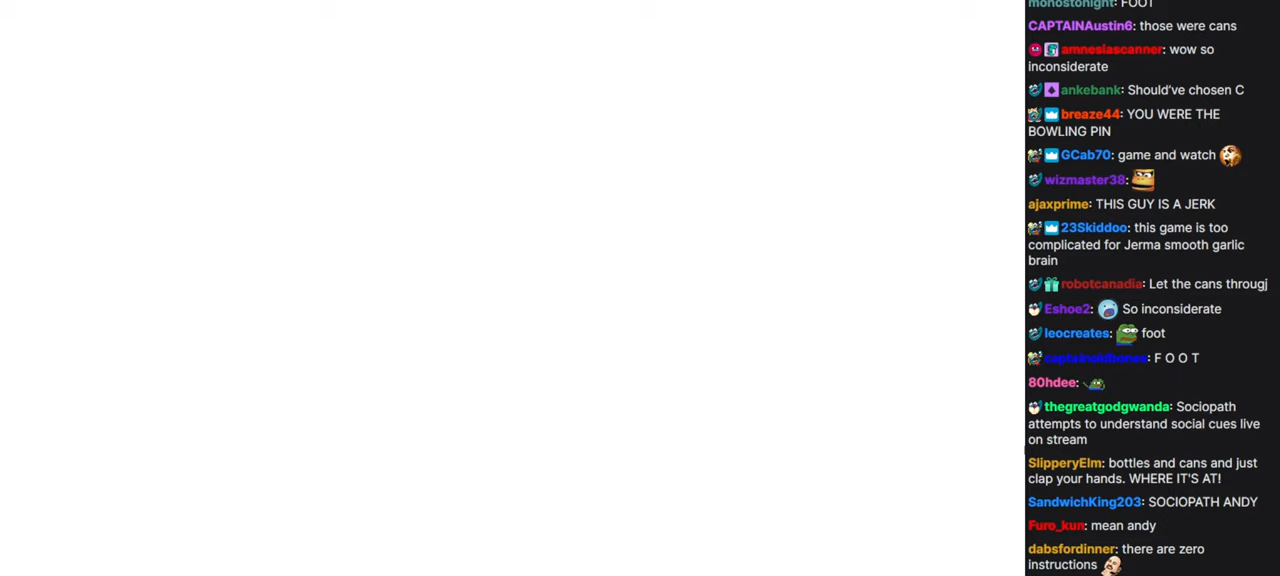 monostonight: FOOT
CAPTAINAustin6: those were cans
amnesiascanner: wow so
inconsiderate
ankebank: Should've chosen C
breaze44: YOU WERE THE
BOWLING PIN
GCab70: game and watch
wizmaster38:
ajaxprime: THIS GUY IS A JERK
23Skiddoo: this game is too
complicated for Jerma smooth garlic
brain
robotcanadia: Let the cans througj
Eshoe2: So inconsiderate
leocreates: foot
captainoldbones: F O O T
80hdee:
thegreatgodgwanda: Sociopath
attempts to understand social cues live
on stream
SlipperyElm: bottles and cans and just
clap your hands. WHERE IT'S AT!
SandwichKing203: SOCIOPATH ANDY
Furo_kun: mean andy
dabsfordinner: there are zero
instructions